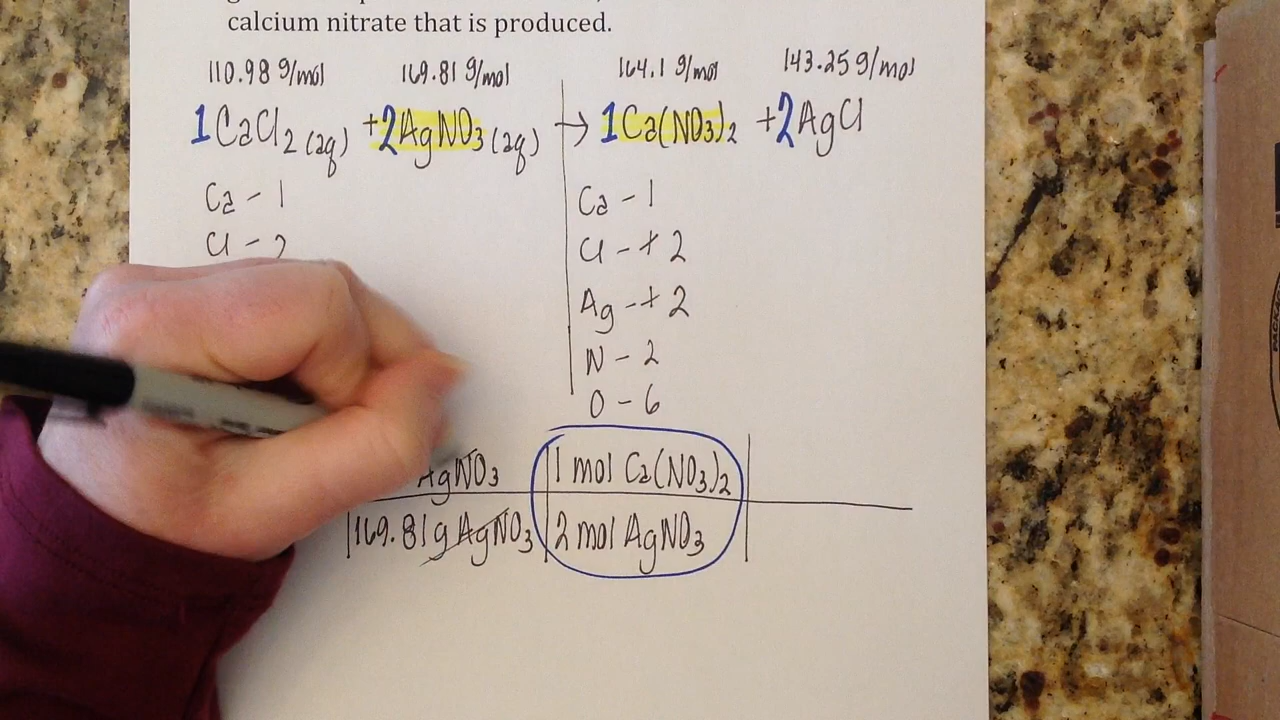 calcium nitrate that is produced.
110.98 g/mol 169.81 g/mol 164.1 g/mol 143.25 g/mol
1CaCl2 (aq) + 2AgNO3 (aq) → 1Ca(NO3)2 + 2AgCl
Ca - 1 Ca - 1
Cl - 2 Cl - 1 2
Ag - 1 2
N - 2
O - 6
AgNO3 1 mol Ca(NO3)2
169.81 g AgNO3 2 mol AgNO3